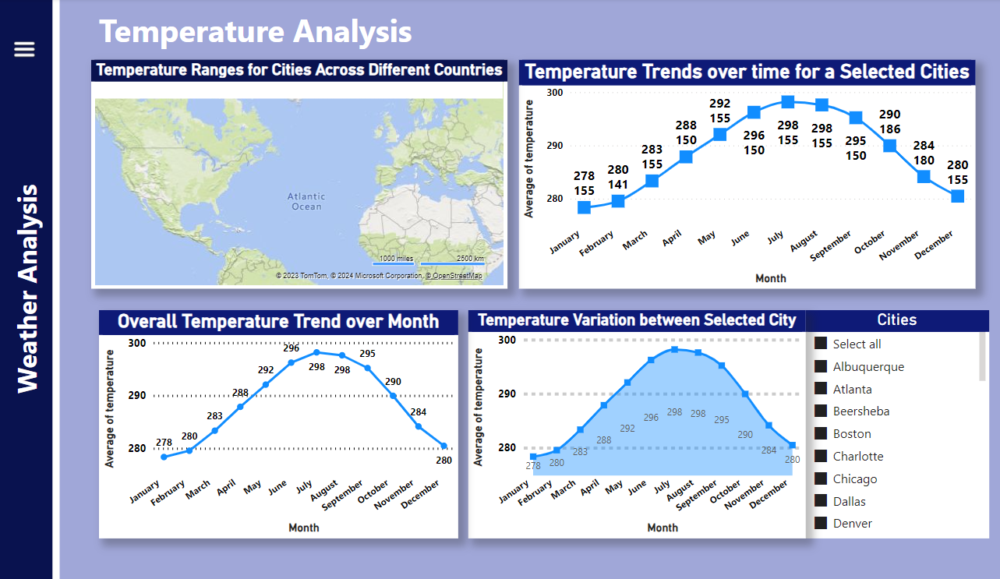 Weather Analysis
Temperature Analysis
Temperature Ranges for Cities Across Different Countries
Atlantic
Ocean
1000 miles
2500 km
© 2023 TomTom, © 2024 Microsoft Corporation, © OpenStreetMap
Temperature Trends over time for a Selected Cities
Average of temperature
300
290
280
278
155
280
141
283
155
288
150
292
155
296
150
298
155
298
155
295
150
290
186
284
180
280
155
January
February
March
April
May
June
July
August
September
October
November
December
Month
Overall Temperature Trend over Month
Average of temperature
300
290
280
278
280
283
288
292
296
298
298
295
290
284
280
January
February
March
April
May
June
July
August
September
October
November
December
Month
Temperature Variation between Selected City
Average of temperature
300
290
280
278
280
283
288
292
296
298
298
295
290
284
280
January
February
March
April
May
June
July
August
September
October
November
December
Month
Cities
Select all
Albuquerque
Atlanta
Beersheba
Boston
Charlotte
Chicago
Dallas
Denver